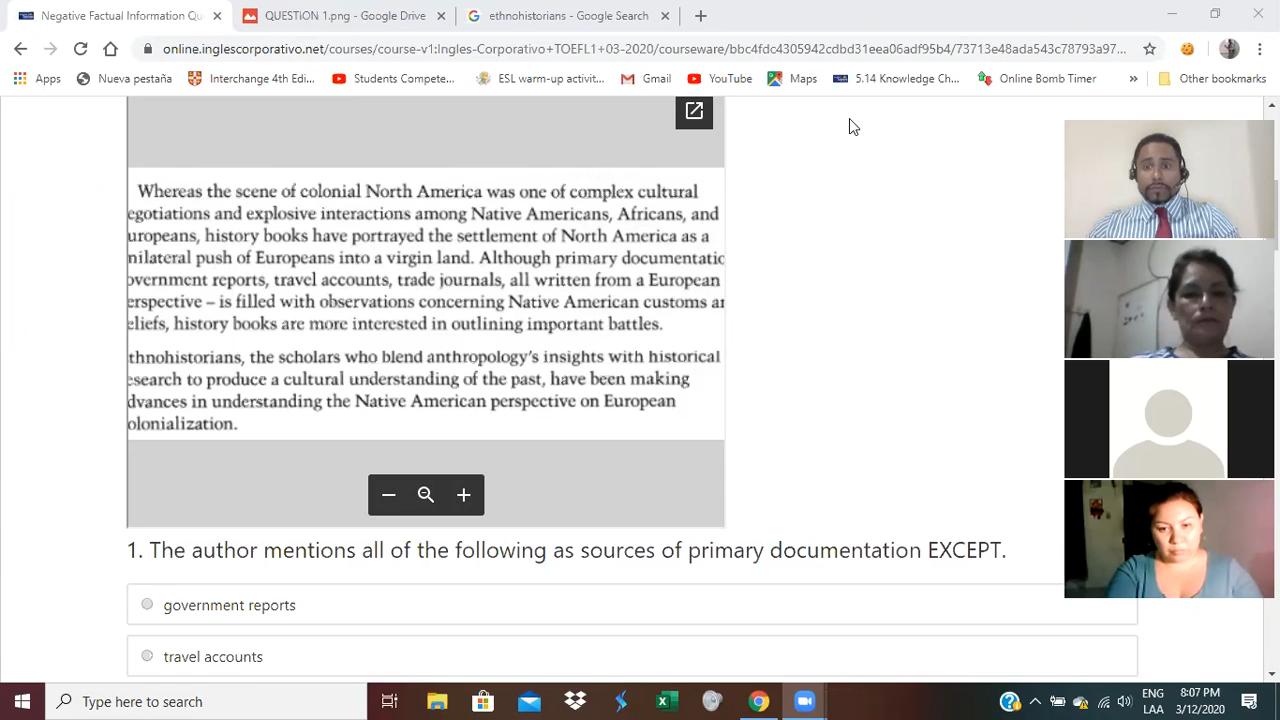 Negative Factual Information Qu
QUESTION 1.png - Google Drive
ethnohistorians - Google Search
online.inglescorporativo.net/courses/course-v1:Ingles-Corporativo+TOEFL1+03-2020/courseware/bbc4fdc4305942cdbd31eea06adf95b4/73713e48ada543c78793a97...
Apps
Nueva pestaña
Interchange 4th Edi...
Students Compete...
ESL warm-up activit...
Gmail
YouTube
Maps
5.14 Knowledge Ch...
Online Bomb Timer
Other bookmarks
Whereas the scene of colonial North America was one of complex cultural
egotiations and explosive interactions among Native Americans, Africans, and
uropeans, history books have portrayed the settlement of North America as a
nilateral push of Europeans into a virgin land. Although primary documentatio
overnment reports, travel accounts, trade journals, all written from a European
erspective – is filled with observations concerning Native American customs an
eliefs, history books are more interested in outlining important battles.
thnohistorians, the scholars who blend anthropology's insights with historical
esearch to produce a cultural understanding of the past, have been making
dvances in understanding the Native American perspective on European
olonialization.
1. The author mentions all of the following as sources of primary documentation EXCEPT.
government reports
travel accounts
Type here to search
ENG
LAA
8:07 PM
3/12/2020